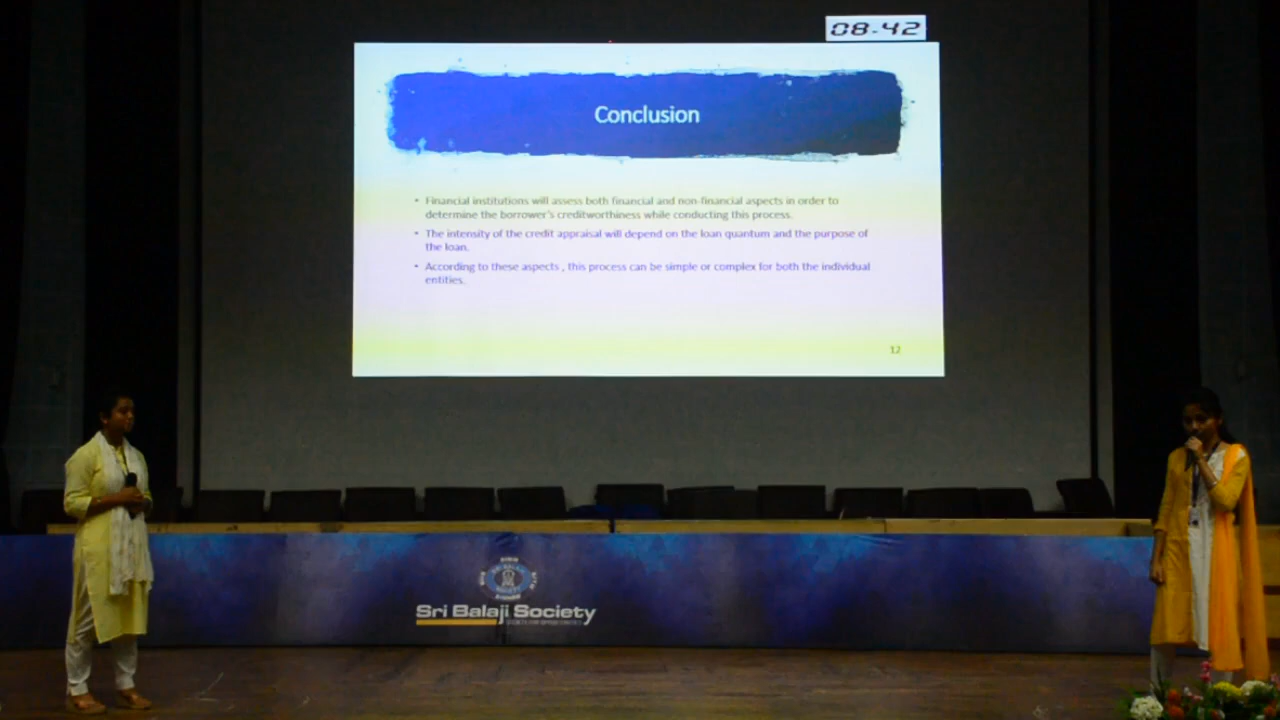 08-42
Conclusion
• Financial institutions will assess both financial and non-financial aspects in order to
determine the borrower's creditworthiness while conducting this process.
• The intensity of the credit appraisal will depend on the loan quantum and the purpose of
the loan.
• According to these aspects , this process can be simple or complex for both the individual
entities.
12
SRI BALAJI
SOCIETY
Sri Balaji Society